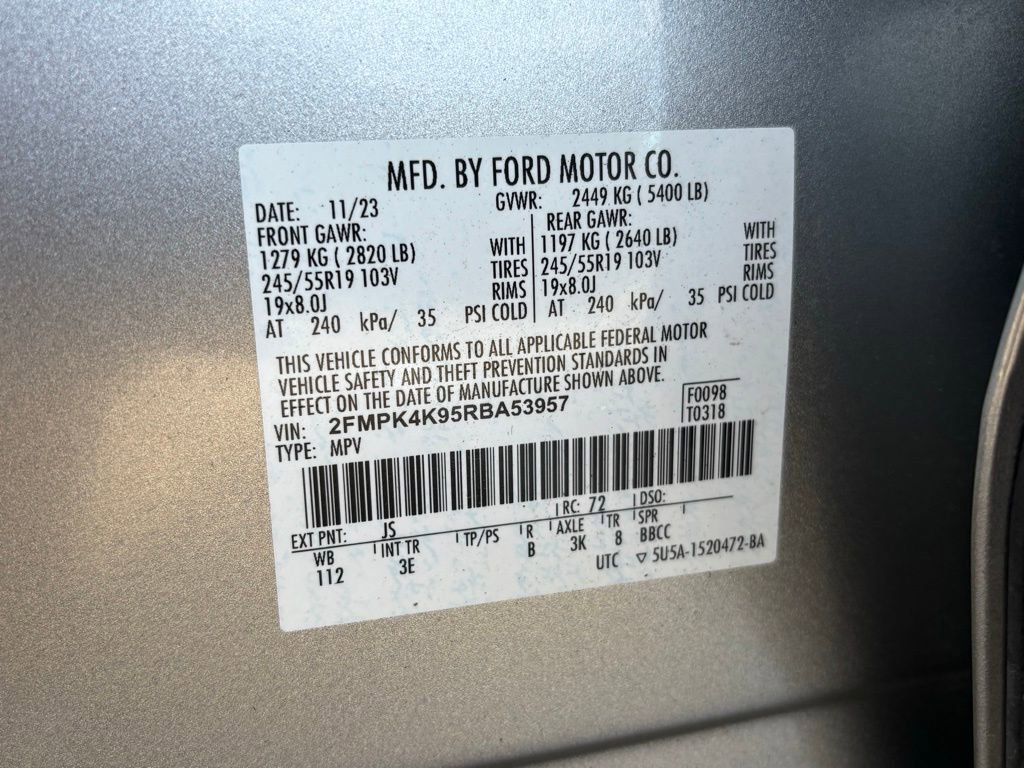 MFD. BY FORD MOTOR CO.
DATE: 11/23 GVWR: 2449 KG ( 5400 LB)
FRONT GAWR: REAR GAWR:
1279 KG ( 2820 LB) WITH 1197 KG ( 2640 LB) WITH
245/55R19 103V TIRES 245/55R19 103V TIRES
19x8.0J RIMS 19x8.0J RIMS
AT 240 kPa/ 35 PSI COLD AT 240 kPa/ 35 PSI COLD
THIS VEHICLE CONFORMS TO ALL APPLICABLE FEDERAL MOTOR
VEHICLE SAFETY AND THEFT PREVENTION STANDARDS IN
EFFECT ON THE DATE OF MANUFACTURE SHOWN ABOVE.
VIN: 2FMPK4K95RBA53957 F0098
TYPE: MPV T0318
EXT PNT: JS RC: 72 DSO:
WB INT TR TP/PS R AXLE TR SPR
112 3E B 3K 8 BBCC
UTC ▽ 5U5A-1520472-BA